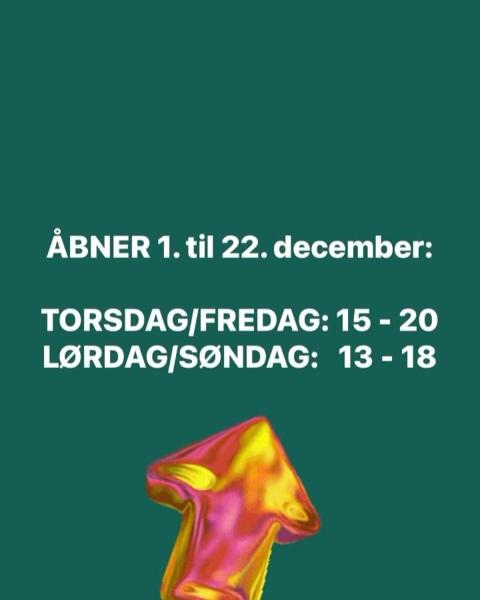 ÅBNER 1. til 22. december:
TORSDAG/FREDAG: 15 - 20
LØRDAG/SØNDAG: 13 - 18